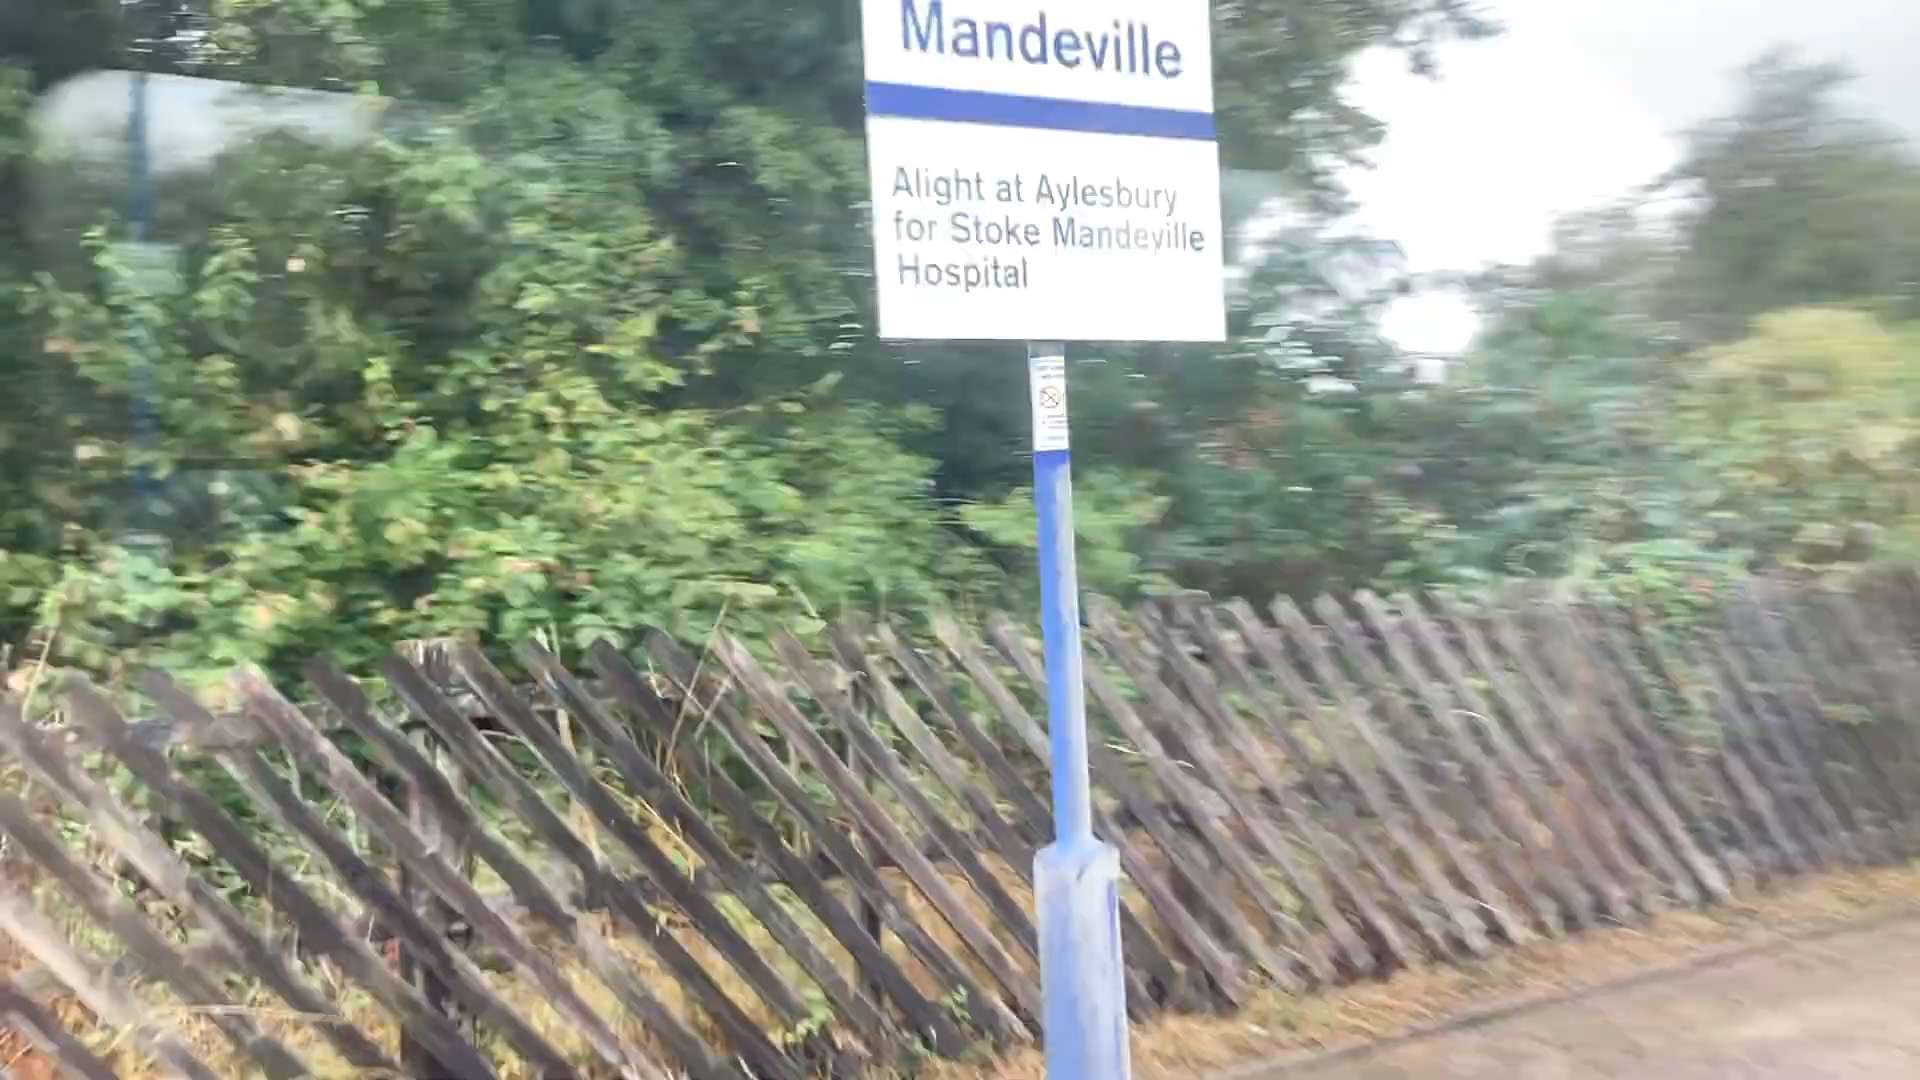 Mandeville
Alight at Aylesbury
for Stoke Mandeville
Hospital